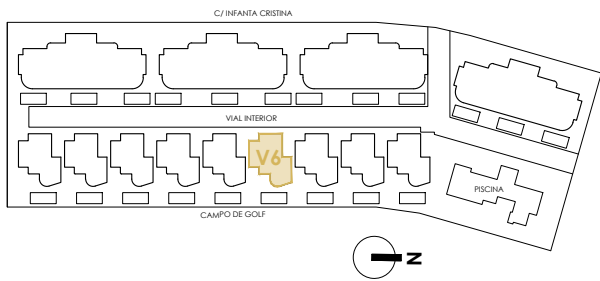 C/ INFANTA CRISTINA
VIAL INTERIOR
V6
PISCINA
CAMPO DE GOLF
N